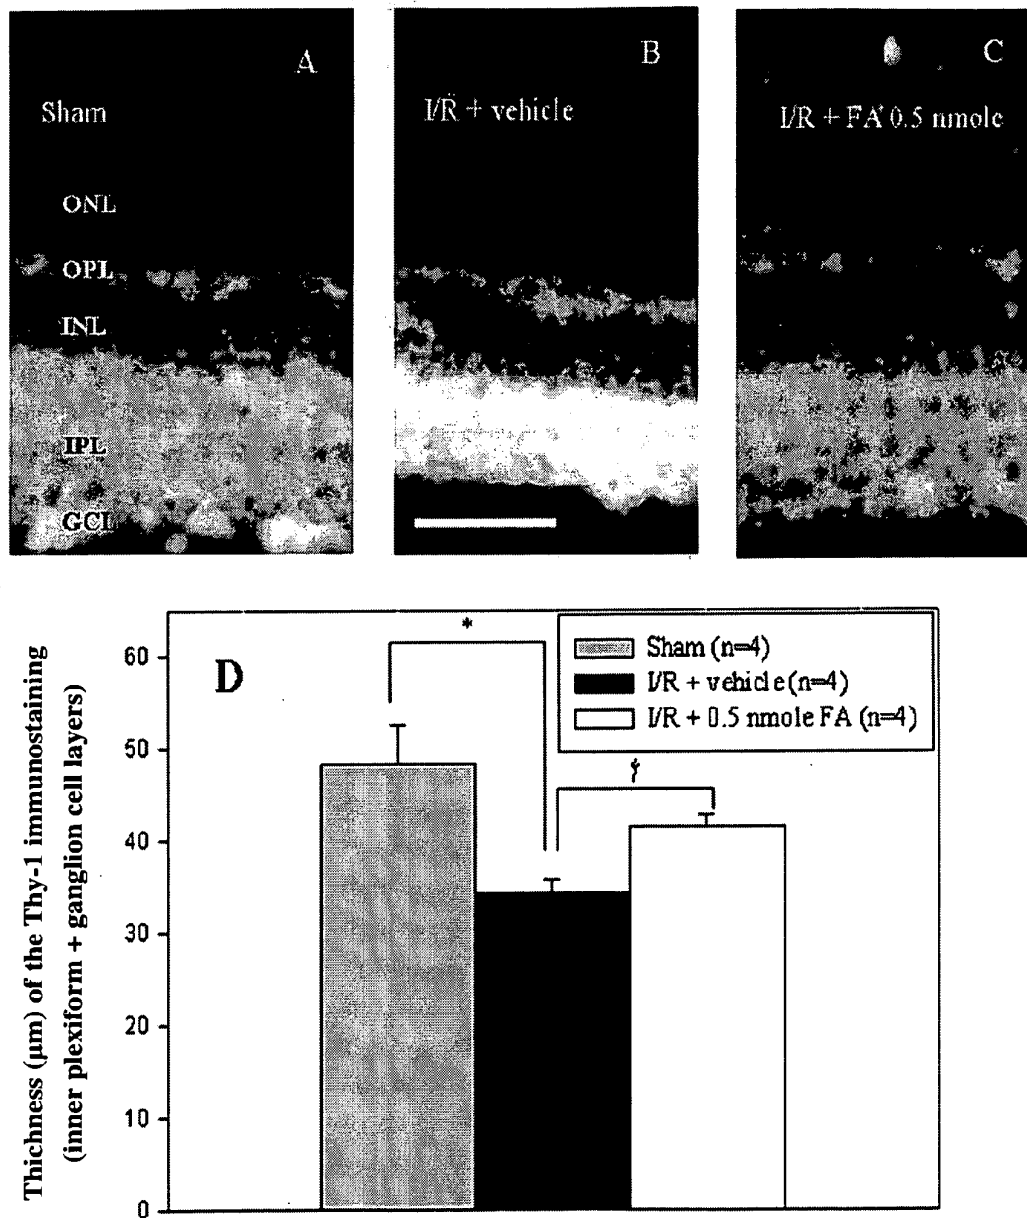 A
Sham
ONL
OPL
INL
IPL
GCL
B
I/R + vehicle
C
I/R + FA 0.5 nmole
D
*
Sham (n=4)
I/R + vehicle (n=4)
I/R + 0.5 nmole FA (n=4)
Thichness (µm) of the Thy-1 immunostaining
(inner plexiform + ganglion cell layers)
60
50
40
30
20
10
0